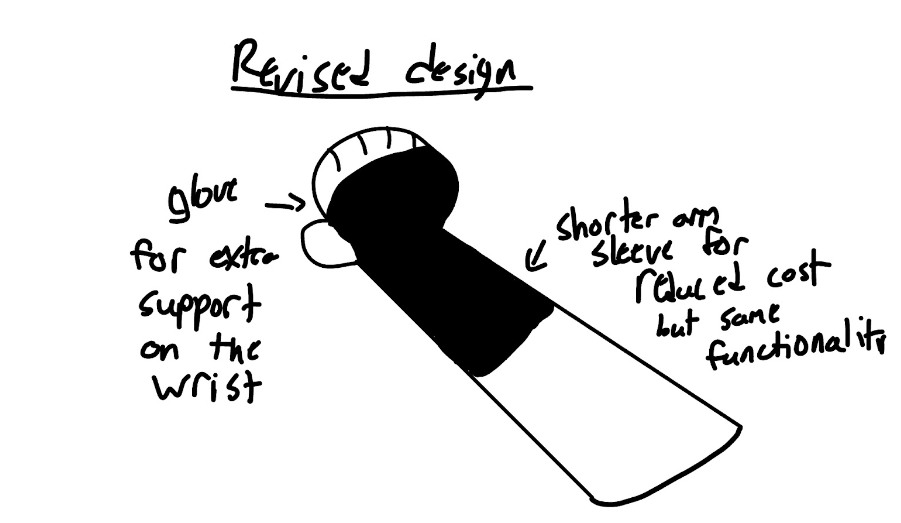 Revised design
glove
for extra
support
on the
wrist
shorter arm
sleeve for
reduced cost
but same
functionality